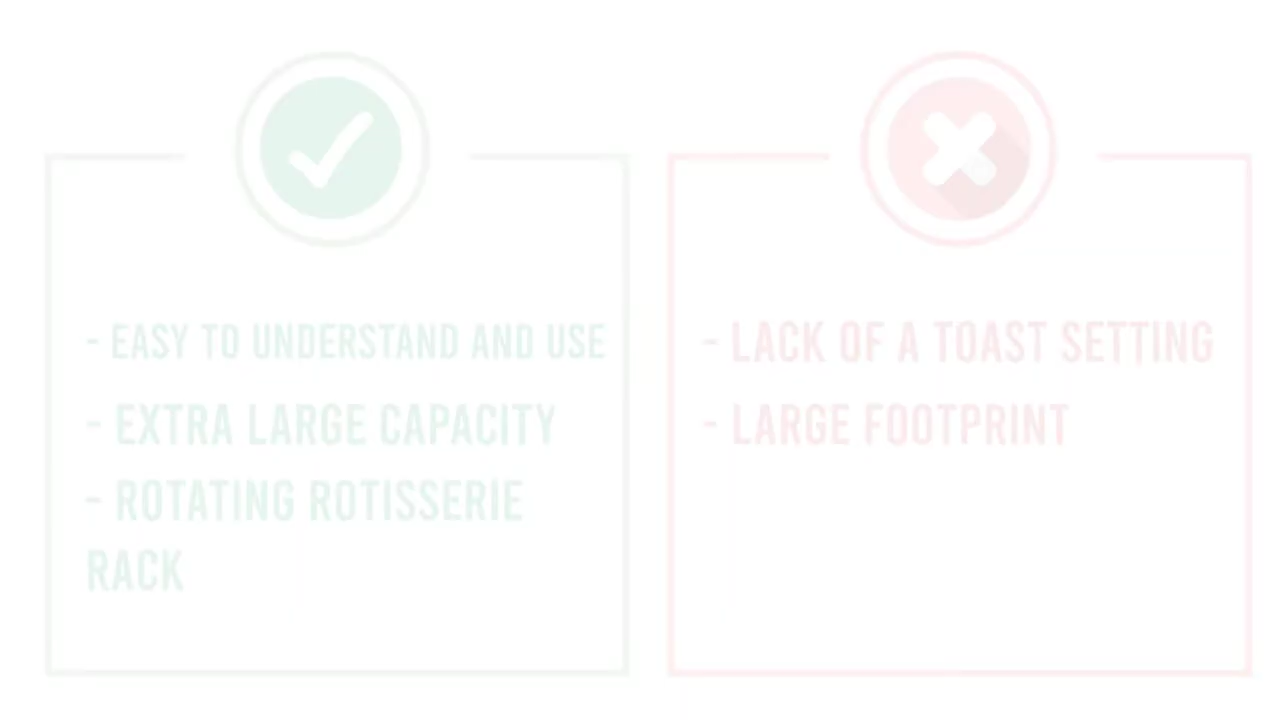 - EASY TO UNDERSTAND AND USE
- EXTRA LARGE CAPACITY
- ROTATING ROTISSERIE
RACK
- LACK OF A TOAST SETTING
- LARGE FOOTPRINT